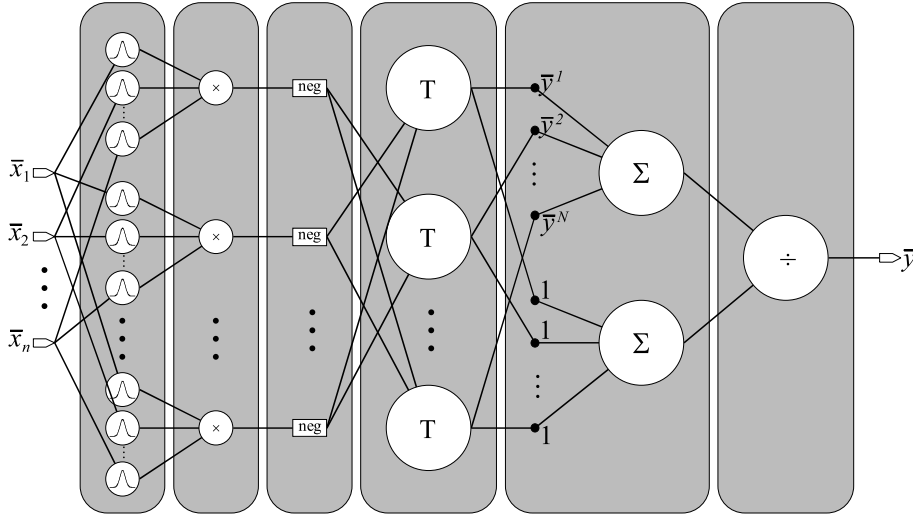 x̄₁
x̄₂
x̄ₙ
×
×
×
neg
neg
neg
T
T
T
ȳ¹
ȳ²
ȳᴺ
1
1
1
Σ
Σ
÷
ȳ